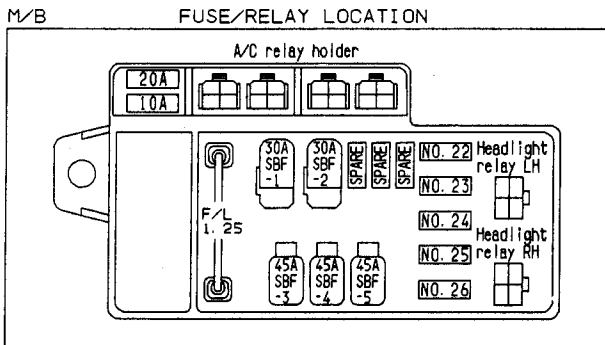 M/B FUSE/RELAY LOCATION
A/C relay holder
20A
10A
30A
SBF
-1
30A
SBF
-2
SPARE
SPARE
SPARE
NO. 22
NO. 23
NO. 24
NO. 25
NO. 26
Headlight
relay LH
Headlight
relay RH
F/L
1. 25
45A
SBF
-3
45A
SBF
-4
45A
SBF
-5